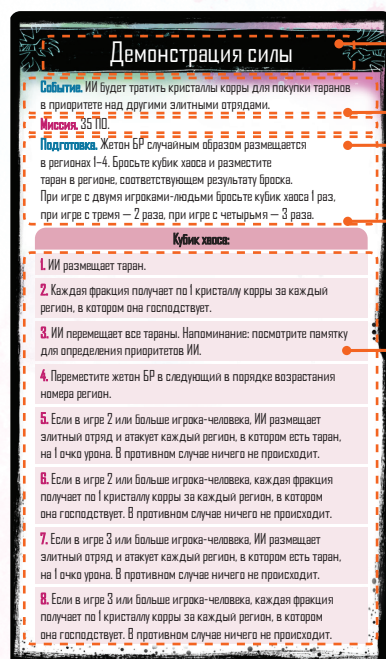 Демонстрация силы
Событие. ИИ будет тратить кристаллы корры для покупки таранов
в приоритете над другими элитными отрядами.
Миссия. 35 ПО.
Подготовка. Жетон БР случайным образом размещается
в регионах 1–4. Бросьте кубик хаоса и разместите
таран в регионе, соответствующем результату броска.
При игре с двумя игроками-людьми бросьте кубик хаоса 1 раз,
при игре с тремя — 2 раза, при игре с четырьмя — 3 раза.
Кубик хаоса:
1. ИИ размещает таран.
2. Каждая фракция получает по 1 кристаллу корры за каждый
регион, в котором она господствует.
3. ИИ перемещает все тараны. Напоминание: посмотрите памятку
для определения приоритетов ИИ.
4. Переместите жетон БР в следующий в порядке возрастания
номера регион.
5. Если в игре 2 или больше игрока-человека, ИИ размещает
элитный отряд и атакует каждый регион, в котором есть таран,
на 1 очко урона. В противном случае ничего не происходит.
6. Если в игре 2 или больше игрока-человека, каждая фракция
получает по 1 кристаллу корры за каждый регион, в котором
она господствует. В противном случае ничего не происходит.
7. Если в игре 3 или больше игрока-человека, ИИ размещает
элитный отряд и атакует каждый регион, в котором есть таран,
на 1 очко урона. В противном случае ничего не происходит.
8. Если в игре 3 или больше игрока-человека, каждая фракция
получает по 1 кристаллу корры за каждый регион, в котором
она господствует. В противном случае ничего не происходит.